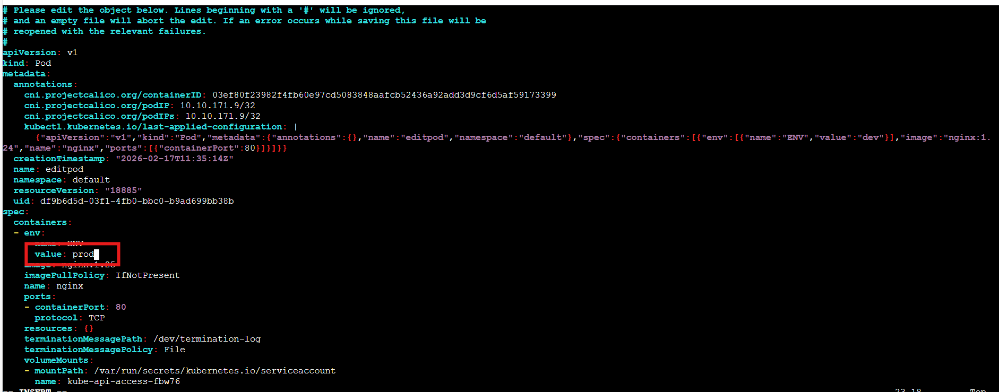 # Please edit the object below. Lines beginning with a '#' will be ignored,
# and an empty file will abort the edit. If an error occurs while saving this file will be
# reopened with the relevant failures.
#
apiVersion: v1
kind: Pod
metadata:
  annotations:
    cni.projectcalico.org/containerID: 03ef80f23982f4fb60e97cd5083848aafcb52436a92add3d9cf6d5af59173399
    cni.projectcalico.org/podIP: 10.10.171.9/32
    cni.projectcalico.org/podIPs: 10.10.171.9/32
    kubectl.kubernetes.io/last-applied-configuration: |
      {"apiVersion":"v1","kind":"Pod","metadata":{"annotations":{},"name":"editpod","namespace":"default"},"spec":{"containers":[{"env":[{"name":"ENV","value":"dev"}],"image":"nginx:1.
24","name":"nginx","ports":[{"containerPort":80}]}]}}
  creationTimestamp: "2026-02-17T11:35:14Z"
  name: editpod
  namespace: default
  resourceVersion: "18885"
  uid: df9b6d5d-03f1-4fb0-bbc0-b9ad699bb38b
spec:
  containers:
  - env:
      name: ENV
      value: prod
    image: nginx:1.25
    imagePullPolicy: IfNotPresent
    name: nginx
    ports:
    - containerPort: 80
      protocol: TCP
    resources: {}
    terminationMessagePath: /dev/termination-log
    terminationMessagePolicy: File
    volumeMounts:
    - mountPath: /var/run/secrets/kubernetes.io/serviceaccount
      name: kube-api-access-fbw76
-- INSERT -- 23,18 Top